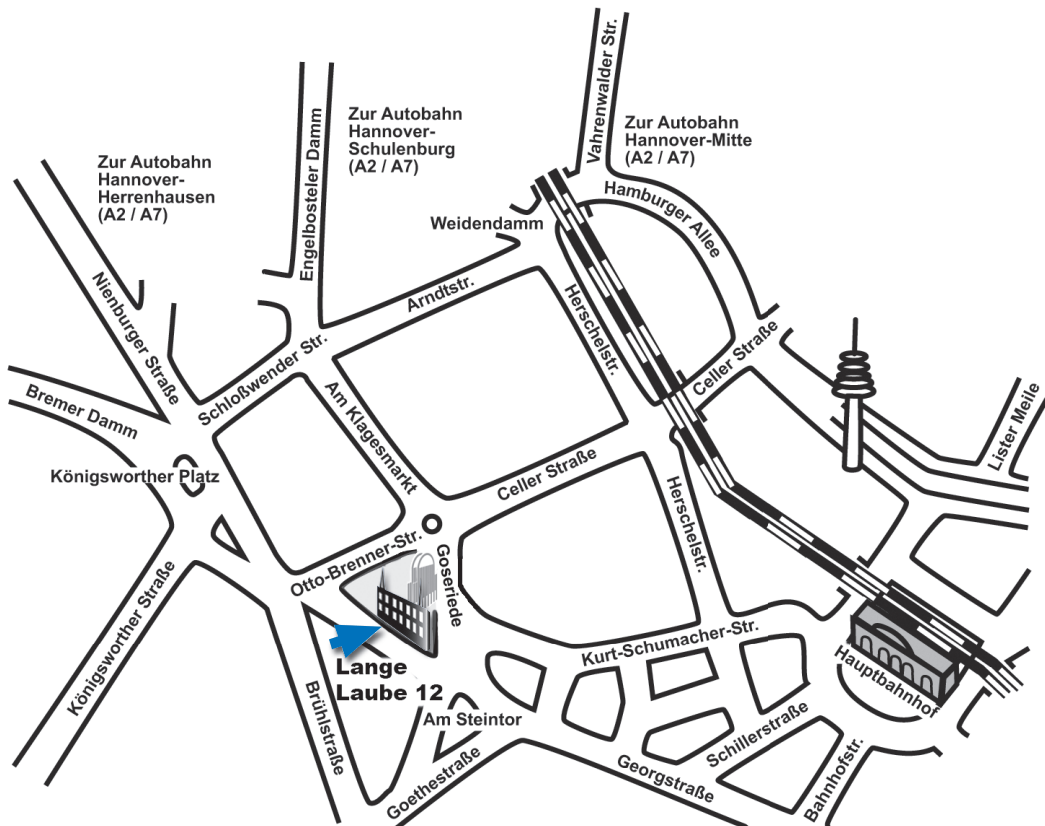 Vahrenwalder Str.
Zur Autobahn
Hannover-
Schulenburg
(A2 / A7)
Zur Autobahn
Hannover-Mitte
(A2 / A7)
Zur Autobahn
Hannover-
Herrenhausen
(A2 / A7)
Engelbosteler Damm
Hamburger Allee
Weidendamm
Nienburger Straße
Arndtstr.
Herschelstr.
Celler Straße
Schloßwender Str.
Bremer Damm
Am Klagesmarkt
Lister Meile
Königsworther Platz
Celler Straße
Herschelstr.
Otto-Brenner-Str.
Goseriede
Königsworther Straße
Kurt-Schumacher-Str.
Lange
Laube 12
Hauptbahnhof
Brühlstraße
Am Steintor
Schillerstraße
Goethestraße
Georgstraße
Bahnhofstr.